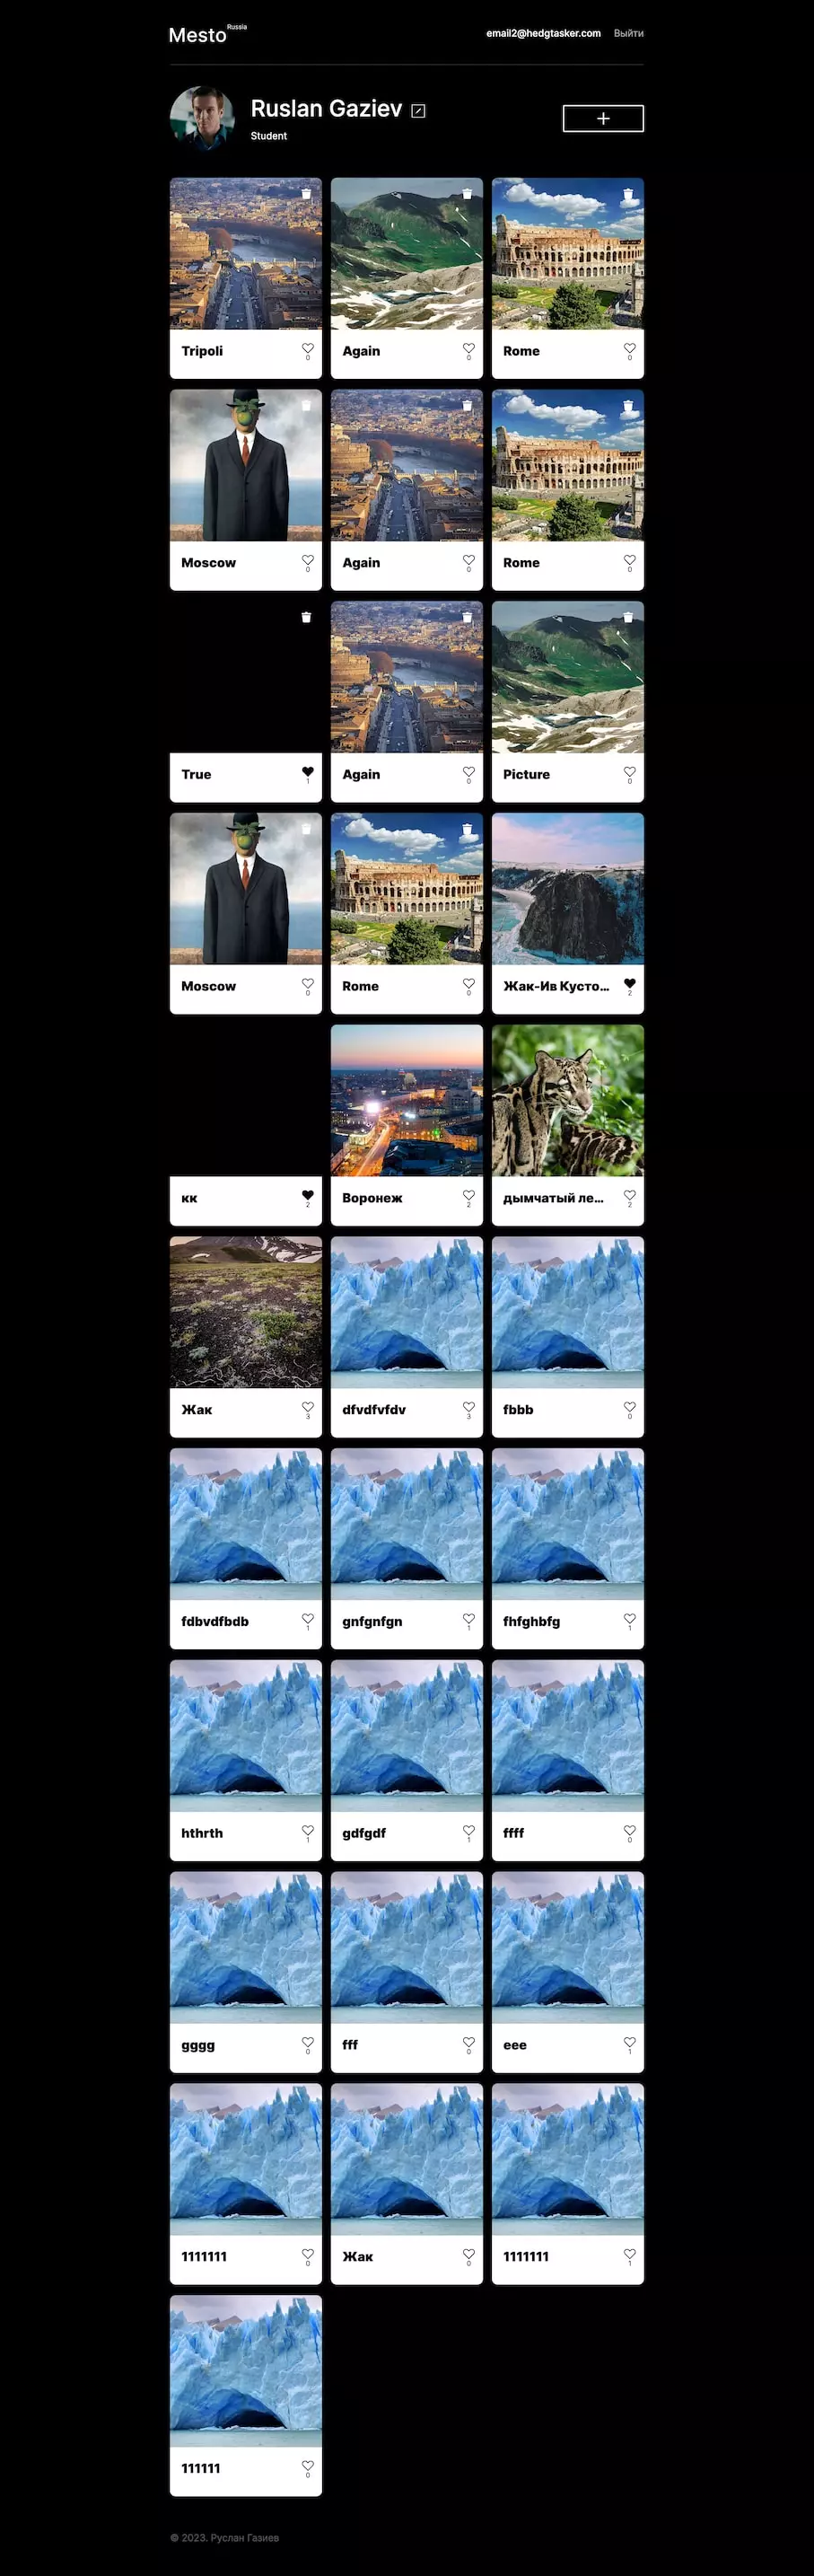 Mesto Russia
email2@hedgtasker.com Выйти
Ruslan Gaziev
Student
Tripoli 0
Again 0
Rome 0
Moscow 0
Again 0
Rome 0
True 1
Again 0
Picture 0
Moscow 0
Rome 0
Жак-Ив Кусто... 2
кк 2
Воронеж 2
дымчатый ле... 2
Жак 3
dfvdfvfdv 3
fbbb 0
fdbvdfbdb 1
gnfgnfgn 1
fhfghbfg 1
hthrth 1
gdfgdf 1
ffff 0
gggg 0
fff 0
eee 1
1111111 0
Жак 0
1111111 1
111111 0
© 2023. Руслан Газиев